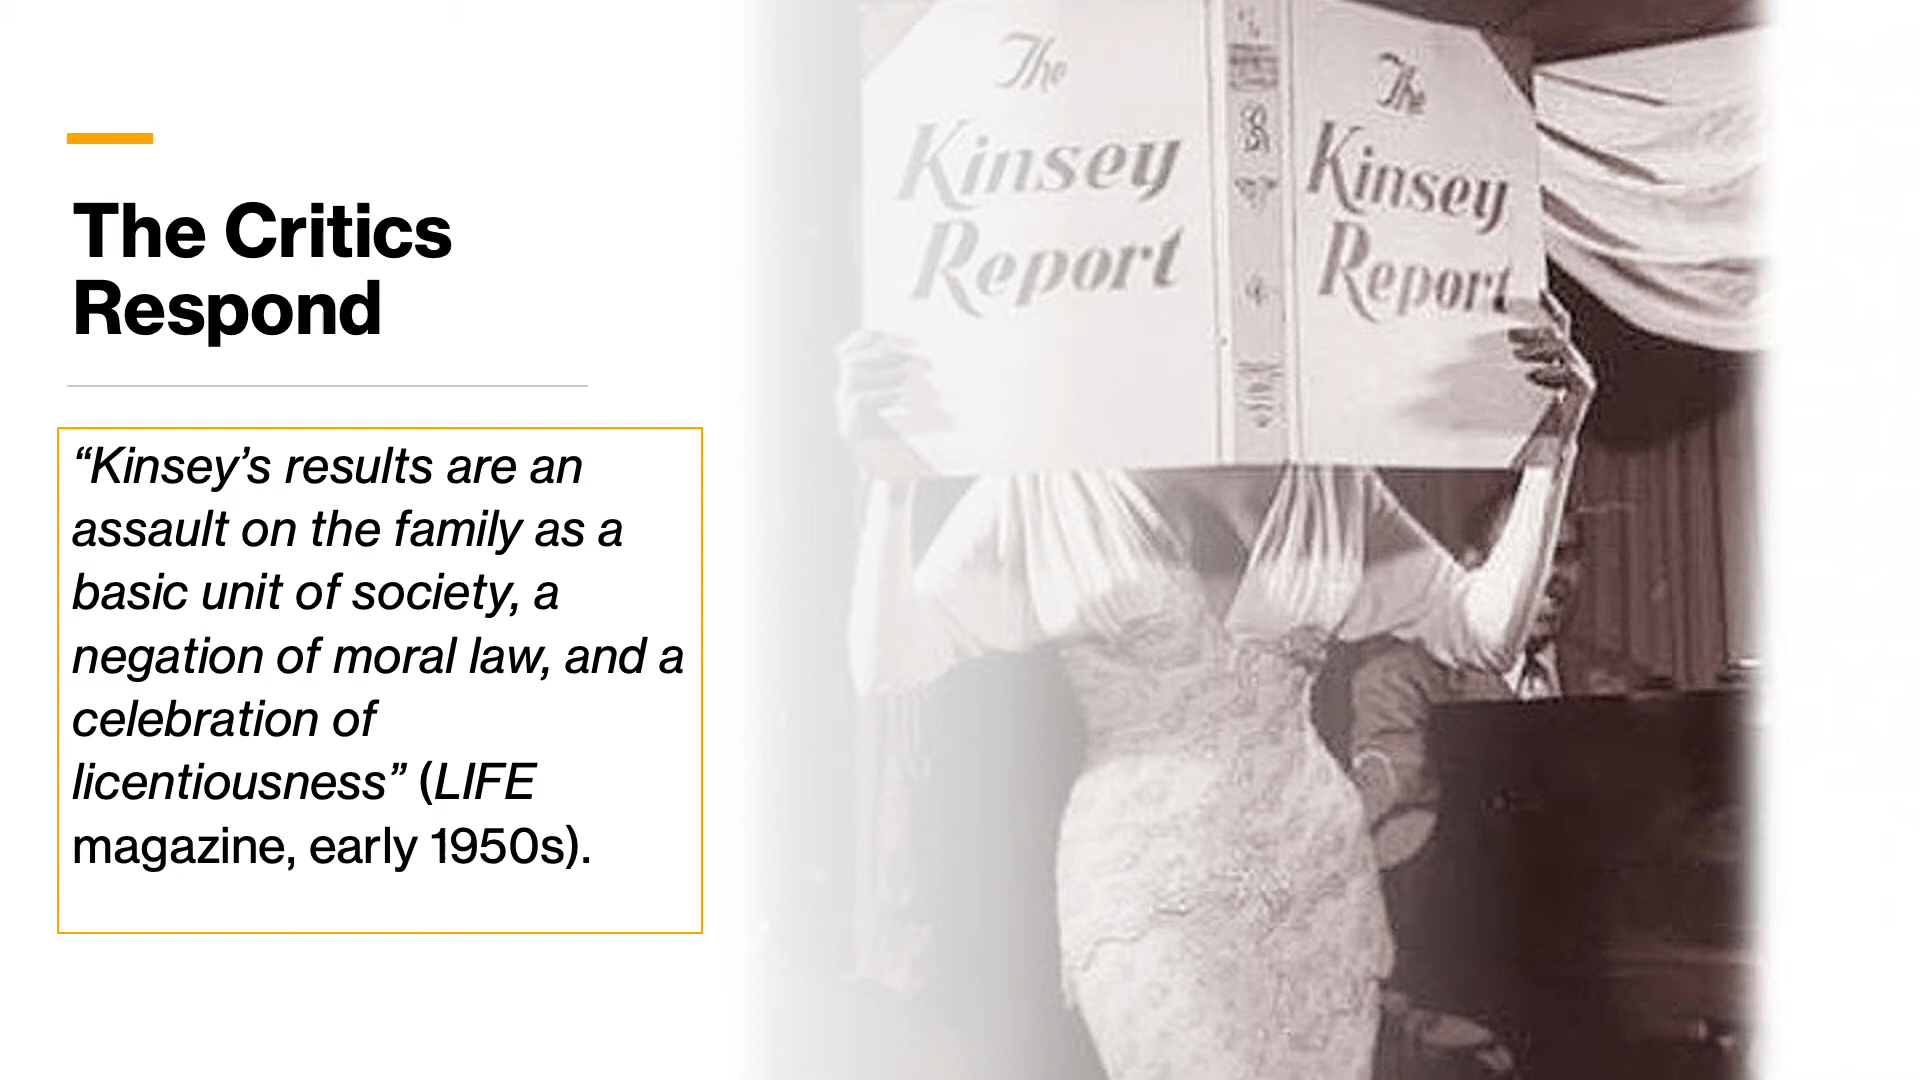 The Critics
Respond
“Kinsey’s results are an
assault on the family as a
basic unit of society, a
negation of moral law, and a
celebration of
licentiousness” (LIFE
magazine, early 1950s).
The
Kinsey
Report
The
Kinsey
Report